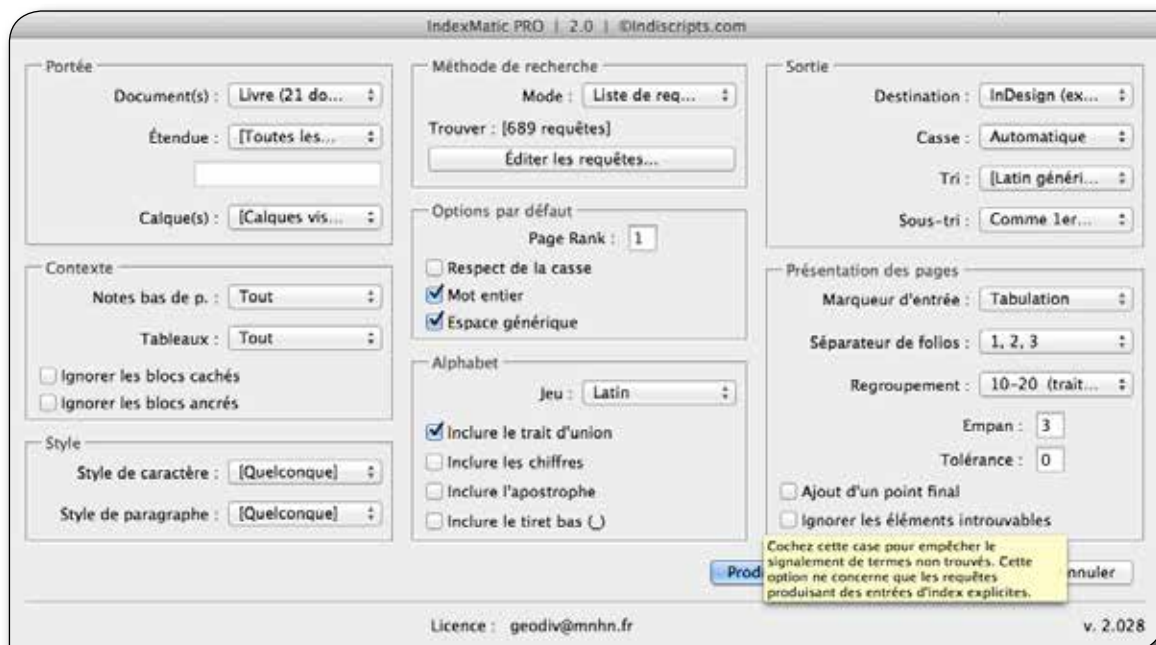 IndexMatic PRO | 2.0 | ©Indiscripts.com
Portée
Document(s) : Livre (21 do...
Étendue : [Toutes les...
Calque(s) : [Calques vis...
Contexte
Notes bas de p. : Tout
Tableaux : Tout
Ignorer les blocs cachés
Ignorer les blocs ancrés
Style
Style de caractère : [Quelconque]
Style de paragraphe : [Quelconque]
Méthode de recherche
Mode : Liste de req...
Trouver : [689 requêtes]
Éditer les requêtes...
Options par défaut
Page Rank : 1
Respect de la casse
Mot entier
Espace générique
Alphabet
Jeu : Latin
Inclure le trait d'union
Inclure les chiffres
Inclure l'apostrophe
Inclure le tiret bas (_)
Sortie
Destination : InDesign (ex...
Casse : Automatique
Tri : [Latin généri...
Sous-tri : Comme 1er...
Présentation des pages
Marqueur d'entrée : Tabulation
Séparateur de folios : 1, 2, 3
Regroupement : 10-20 (trait...
Empan : 3
Tolérance : 0
Ajout d'un point final
Ignorer les éléments introuvables
Cochez cette case pour empêcher le
signalement de termes non trouvés. Cette
option ne concerne que les requêtes
produisant des entrées d'index explicites.
Prod
nnuler
Licence : geodiv@mnhn.fr
v. 2.028